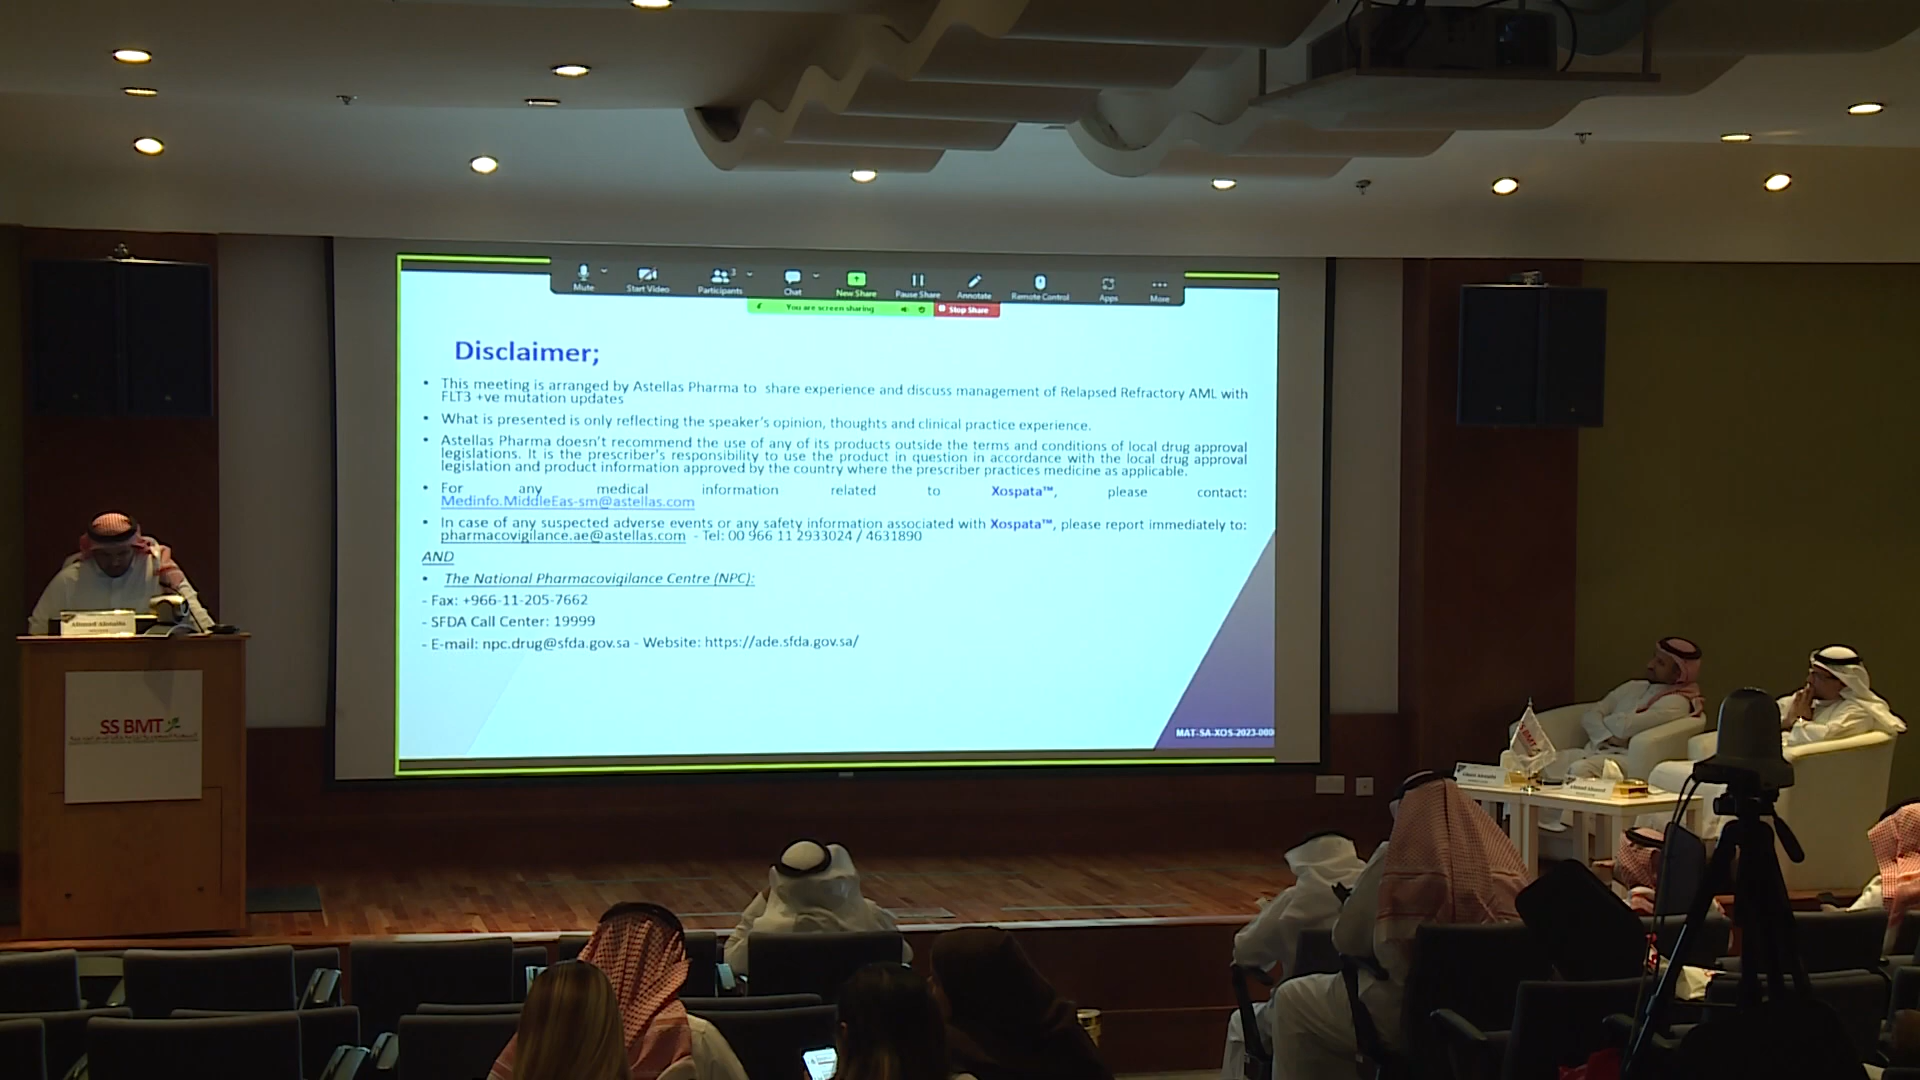 Mute
Start Video
Participants
3
Chat
New Share
Pause Share
Annotate
Remote Control
Apps
More
You are screen sharing
Stop Share
Disclaimer;
• This meeting is arranged by Astellas Pharma to share experience and discuss management of Relapsed Refractory AML with
FLT3 +ve mutation updates
• What is presented is only reflecting the speaker's opinion, thoughts and clinical practice experience.
• Astellas Pharma doesn't recommend the use of any of its products outside the terms and conditions of local drug approval
legislations. It is the prescriber's responsibility to use the product in question in accordance with the local drug approval
legislation and product information approved by the country where the prescriber practices medicine as applicable.
• For any medical information related to Xospata™, please contact:
Medinfo.MiddleEas-sm@astellas.com
• In case of any suspected adverse events or any safety information associated with Xospata™, please report immediately to:
pharmacovigilance.ae@astellas.com - Tel: 00 966 11 2933024 / 4631890
AND
• The National Pharmacovigilance Centre (NPC):
- Fax: +966-11-205-7662
- SFDA Call Center: 19999
- E-mail: npc.drug@sfda.gov.sa - Website: https://ade.sfda.gov.sa/
MAT-SA-XOS-2023-000
Ahmed Alotaibi
SS BMT